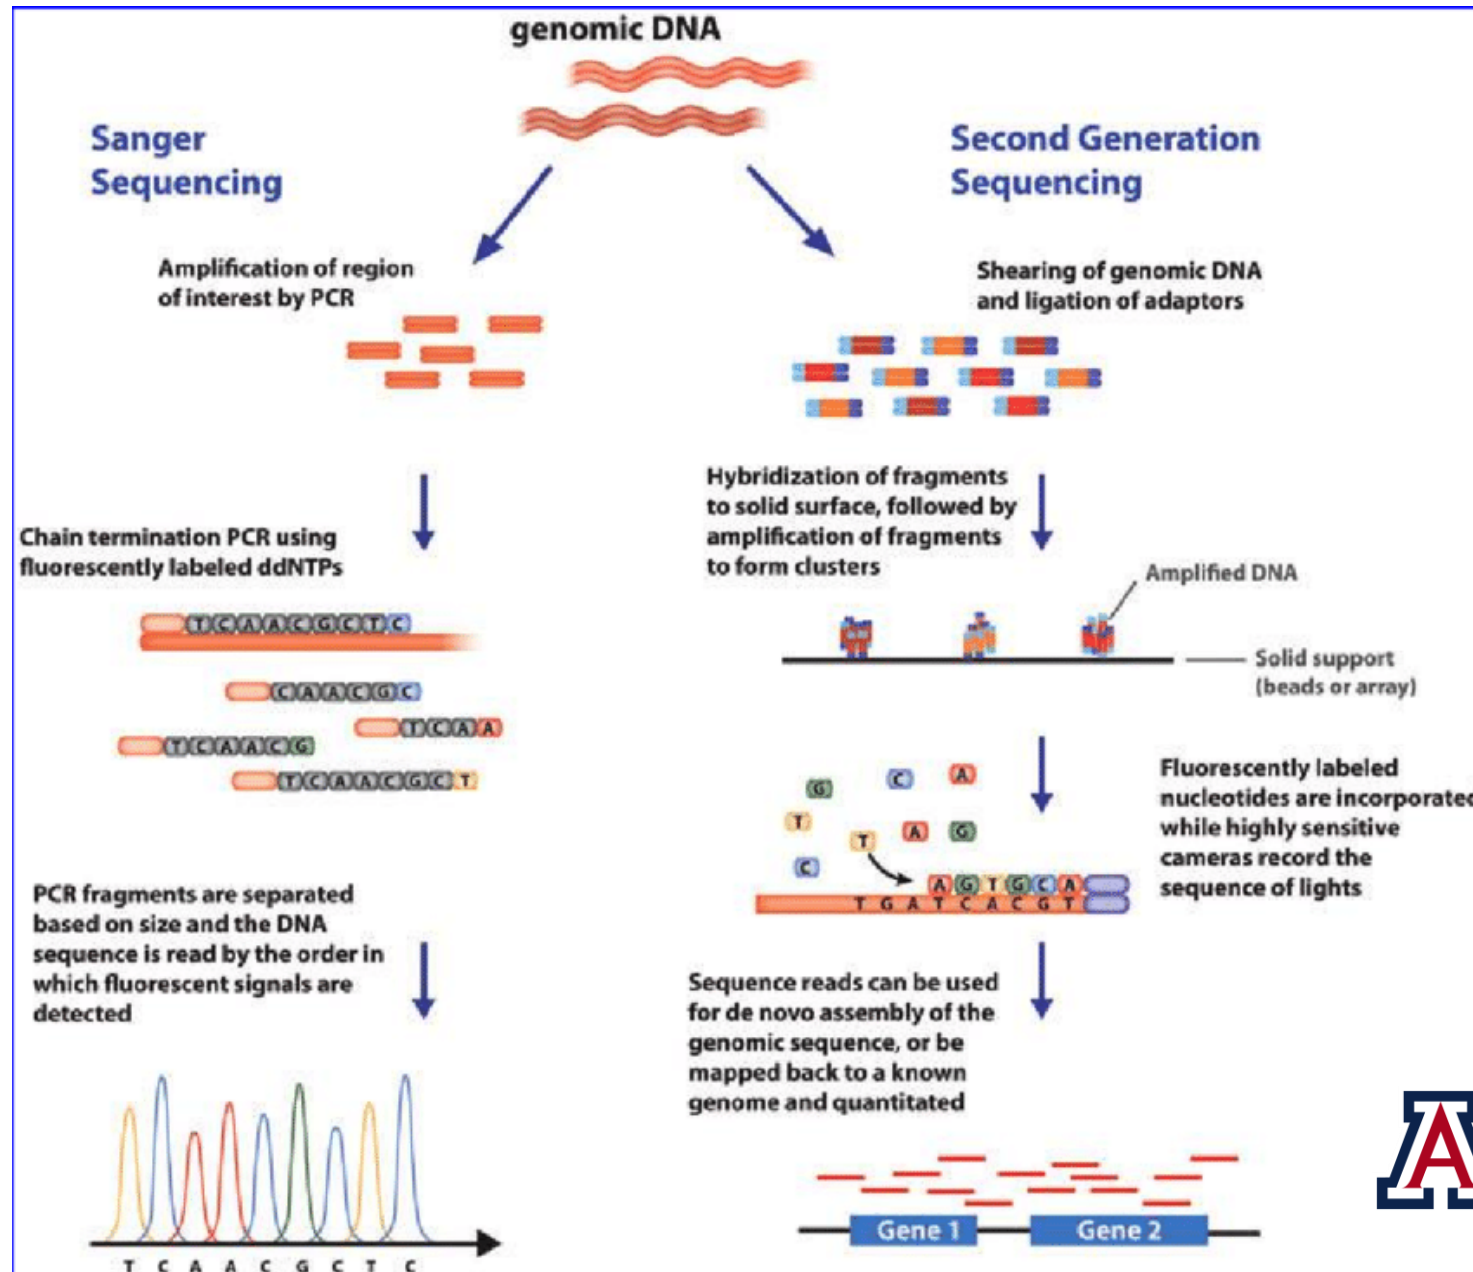 genomic DNA
Sanger
Sequencing
Amplification of region
of interest by PCR
Chain termination PCR using
fluorescently labeled ddNTPs
TCAACGCTC
CAACGC
TCAA
TCAACG
TCAACGCT
PCR fragments are separated
based on size and the DNA
sequence is read by the order in
which fluorescent signals are
detected
T C A A C G C T C
Second Generation
Sequencing
Shearing of genomic DNA
and ligation of adaptors
Hybridization of fragments
to solid surface, followed by
amplification of fragments
to form clusters
Amplified DNA
Solid support
(beads or array)
G C A
T T A G
C
A G T G C A
T G A T C A C G T
Fluorescently labeled
nucleotides are incorporated
while highly sensitive
cameras record the
sequence of lights
Sequence reads can be used
for de novo assembly of the
genomic sequence, or be
mapped back to a known
genome and quantitated
Gene 1 Gene 2
A